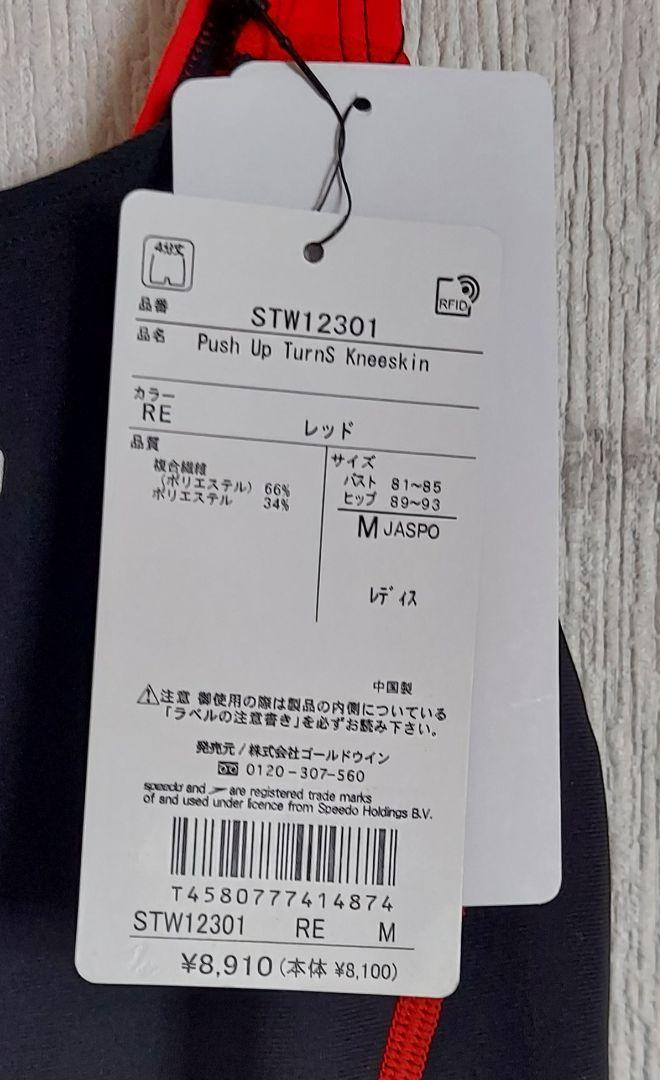 4分丈
RFID
品番 STW12301
品名 Push Up TurnS Kneeskin
カラー
RE レッド
品質
複合繊維
(ポリエステル) 66%
ポリエステル 34%
サイズ
バスト 81~85
ヒップ 89~93
M JASPO
レディス
中国製
注意 御使用の際は製品の内側についている
「ラベルの注意書き」を必ずお読み下さい。
発売元/株式会社ゴールドウイン
0120-307-560
speedo and are registered trade marks
of and used under licence from Speedo Holdings B.V.
T4580777414874
STW12301 RE M
¥8,910(本体 ¥8,100)